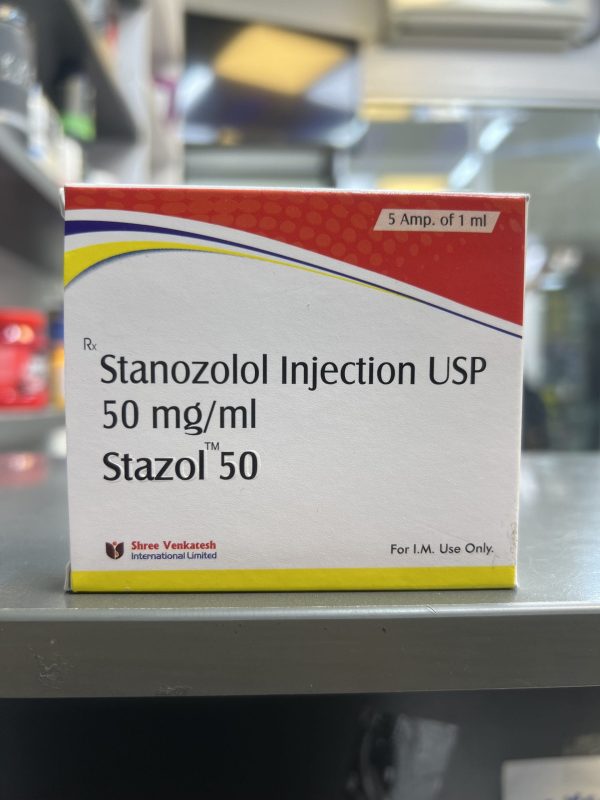 5 Amp. of 1 ml
Rx
Stanozolol Injection USP
50 mg/ml
Stazol™ 50
Shree Venkatesh
International Limited
For I.M. Use Only.